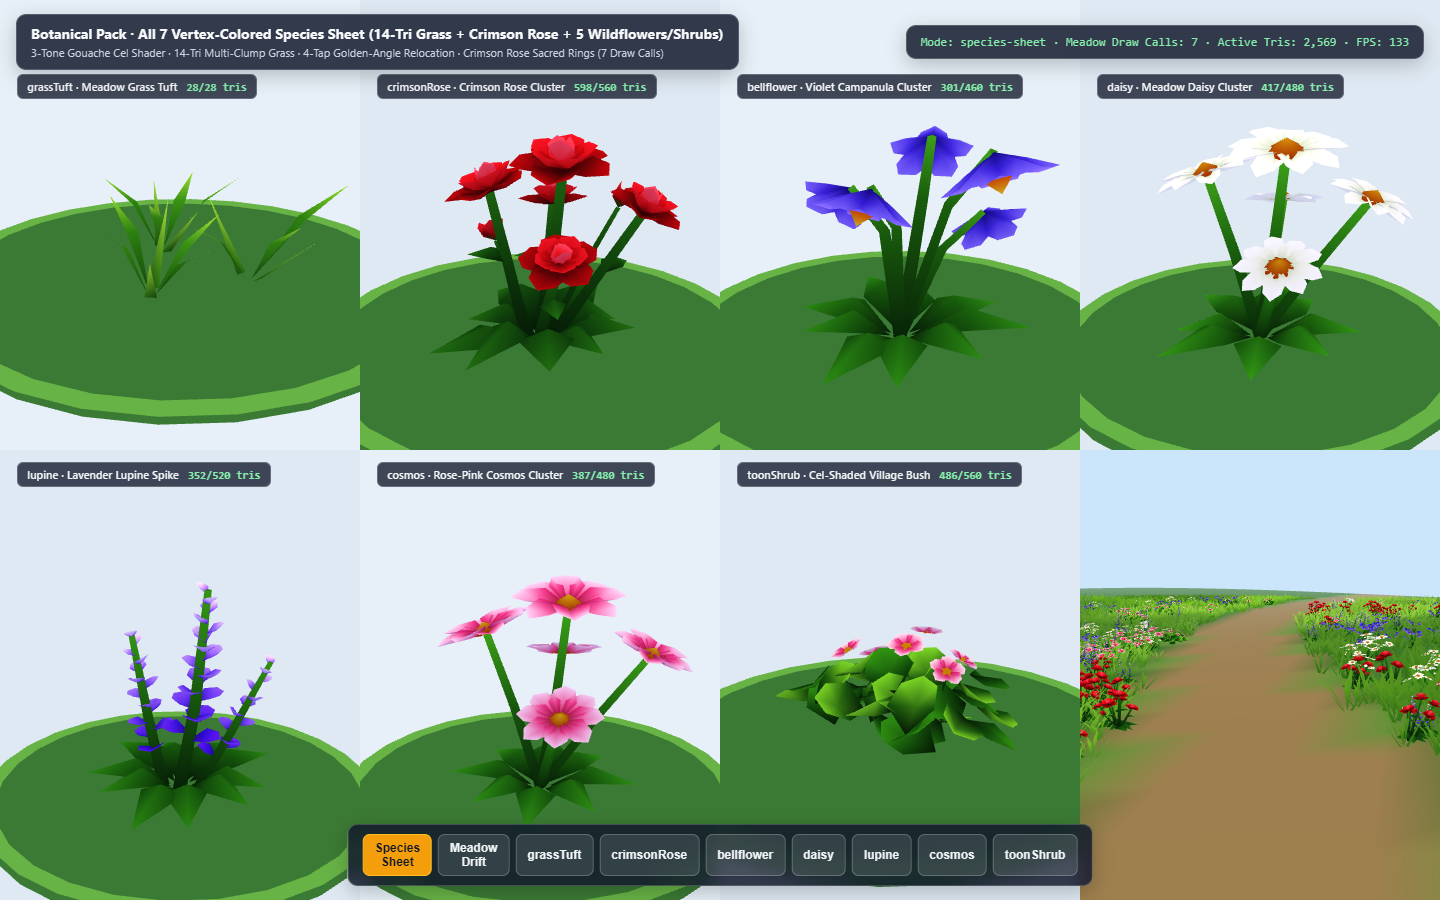 Botanical Pack · All 7 Vertex-Colored Species Sheet (14-Tri Grass + Crimson Rose + 5 Wildflowers/Shrubs)
3-Tone Gouache Cel Shader · 14-Tri Multi-Clump Grass · 4-Tap Golden-Angle Relocation · Crimson Rose Sacred Rings (7 Draw Calls)
Mode: species-sheet · Meadow Draw Calls: 7 · Active Tris: 2,569 · FPS: 133
grassTuft · Meadow Grass Tuft 28/28 tris
crimsonRose · Crimson Rose Cluster 598/560 tris
bellflower · Violet Campanula Cluster 301/460 tris
daisy · Meadow Daisy Cluster 417/480 tris
lupine · Lavender Lupine Spike 352/520 tris
cosmos · Rose-Pink Cosmos Cluster 387/480 tris
toonShrub · Cel-Shaded Village Bush 486/560 tris
Species
Sheet
Meadow
Drift
grassTuft
crimsonRose
bellflower
daisy
lupine
cosmos
toonShrub